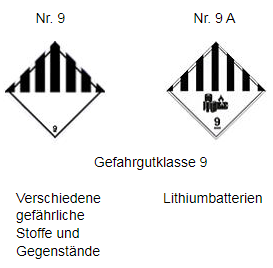 Nr. 9
Nr. 9 A
9
9
Gefahrgutklasse 9
Verschiedene
gefährliche
Stoffe und
Gegenstände
Lithiumbatterien